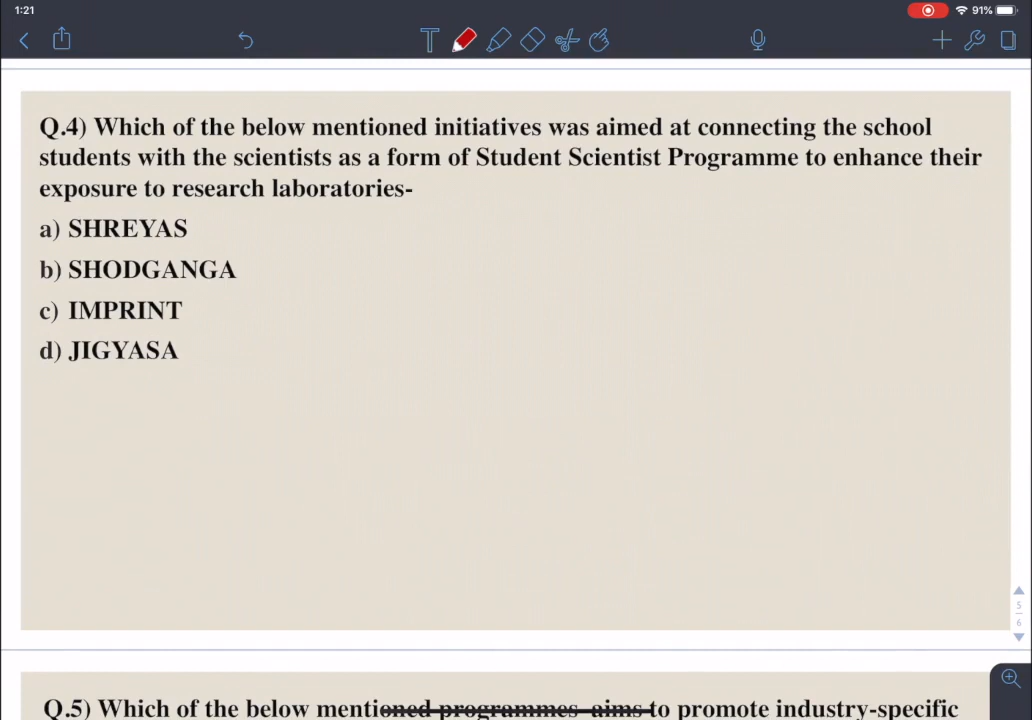 1:21
91%
Q.4) Which of the below mentioned initiatives was aimed at connecting the school
students with the scientists as a form of Student Scientist Programme to enhance their
exposure to research laboratories-
a) SHREYAS
b) SHODGANGA
c) IMPRINT
d) JIGYASA
5
6
Q.5) Which of the below mentioned programmes aims to promote industry-specific